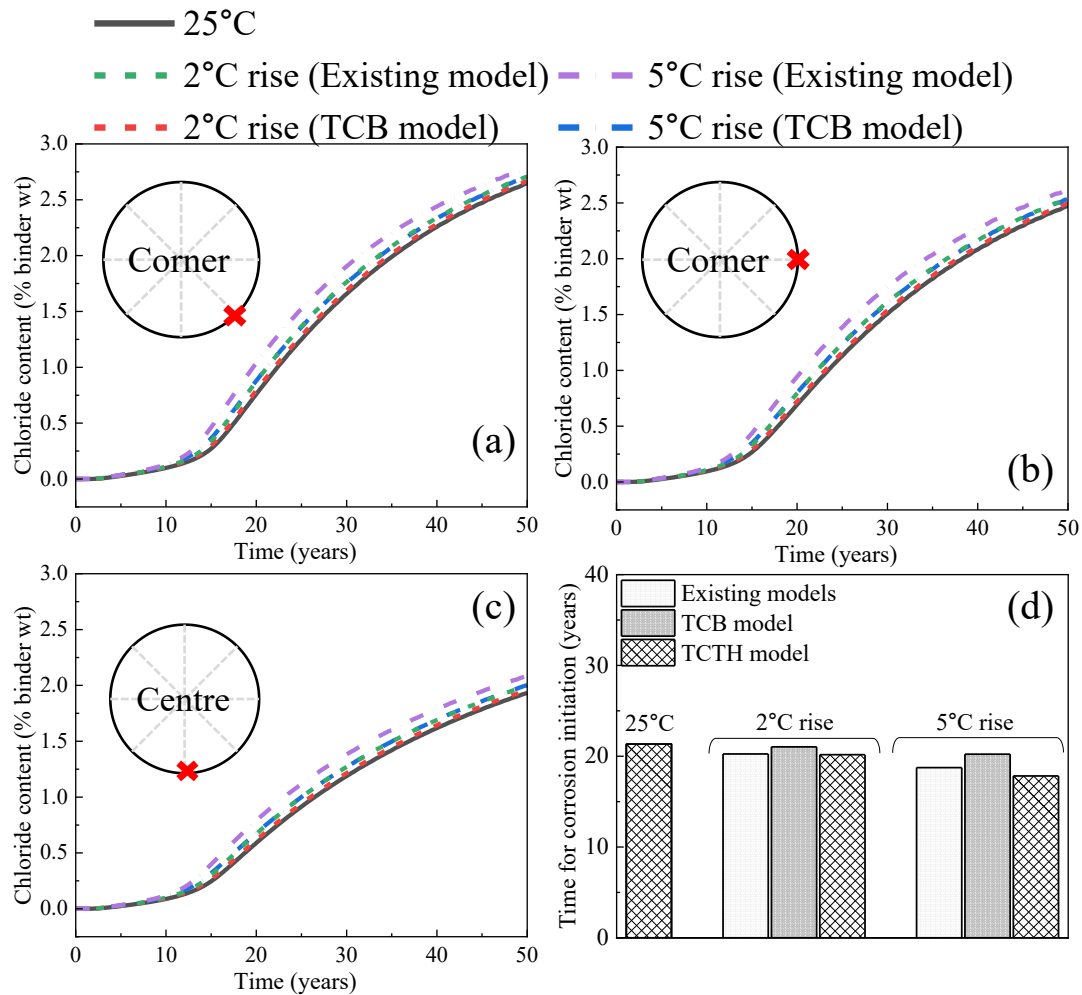 25°C
2°C rise (Existing model)
5°C rise (Existing model)
2°C rise (TCB model)
5°C rise (TCB model)
Chloride content (% binder wt)
3.0
2.5
2.0
1.5
1.0
0.5
0.0
Corner
(a)
0 10 20 30 40 50
Time (years)
Chloride content (% binder wt)
3.0
2.5
2.0
1.5
1.0
0.5
0.0
Corner
(b)
0 10 20 30 40 50
Time (years)
Chloride content (% binder wt)
3.0
2.5
2.0
1.5
1.0
0.5
0.0
Centre
(c)
0 10 20 30 40 50
Time (years)
Time for corrosion initiation (years)
40
30
20
10
0
Existing models
TCB model
TCTH model
(d)
25°C
2°C rise
5°C rise